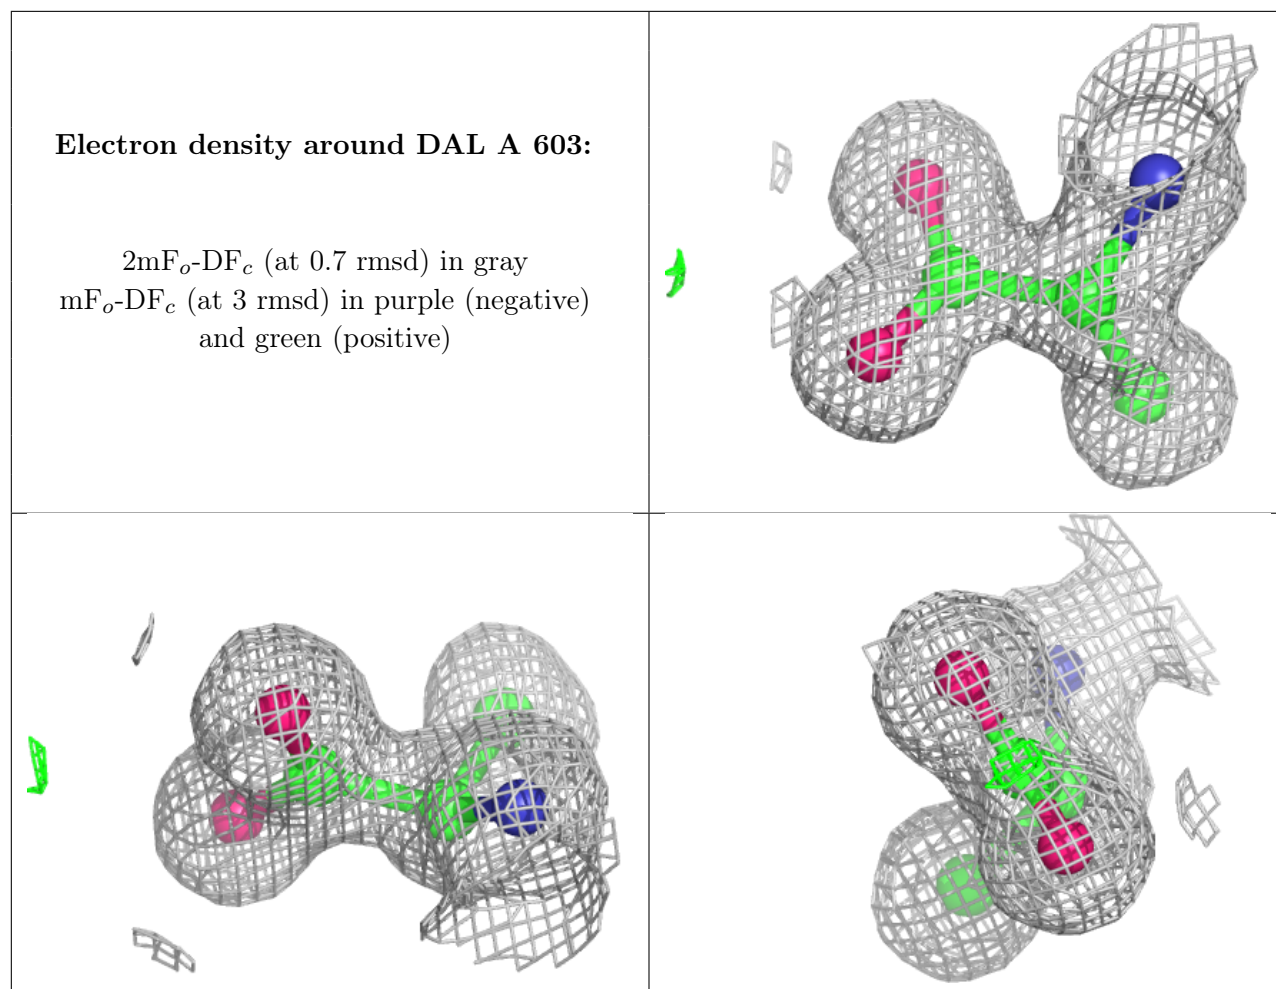 Electron density around DAL A 603:
2mFo-DFc (at 0.7 rmsd) in gray
mFo-DFc (at 3 rmsd) in purple (negative)
and green (positive)